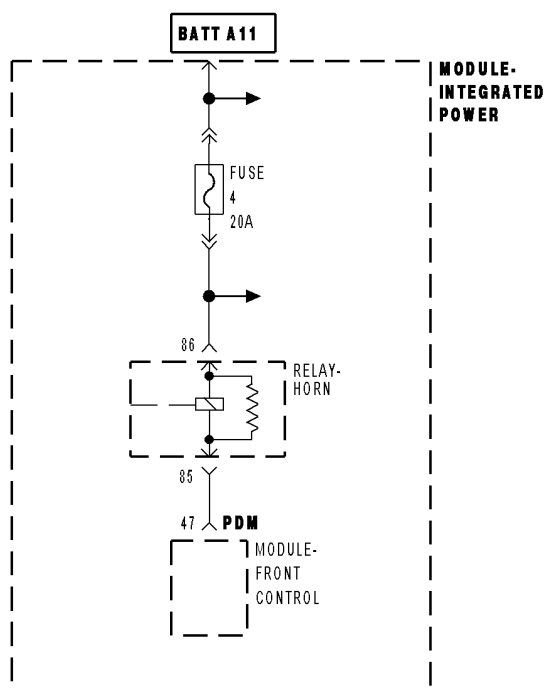 BATT A11
MODULE-
INTEGRATED
POWER
FUSE
4
20A
86
RELAY-
HORN
85
47 PDM
MODULE-
FRONT
CONTROL